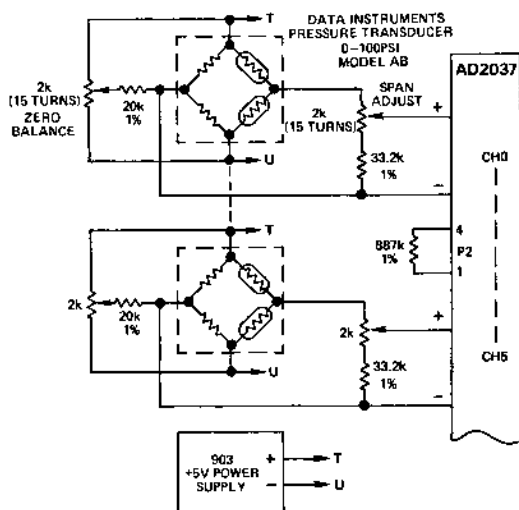 T
DATA INSTRUMENTS
PRESSURE TRANSDUCER
0–100PSI
MODEL AB
AD2037
2k
(15 TURNS)
ZERO
BALANCE
20k
1%
SPAN
ADJUST
2k
(15 TURNS)
+
33.2k
1%
U
–
CH0
T
4
887k
1%
P2
1
2k
20k
1%
2k
+
33.2k
1%
CH5
U
–
903
+5V POWER
SUPPLY
+
T
–
U